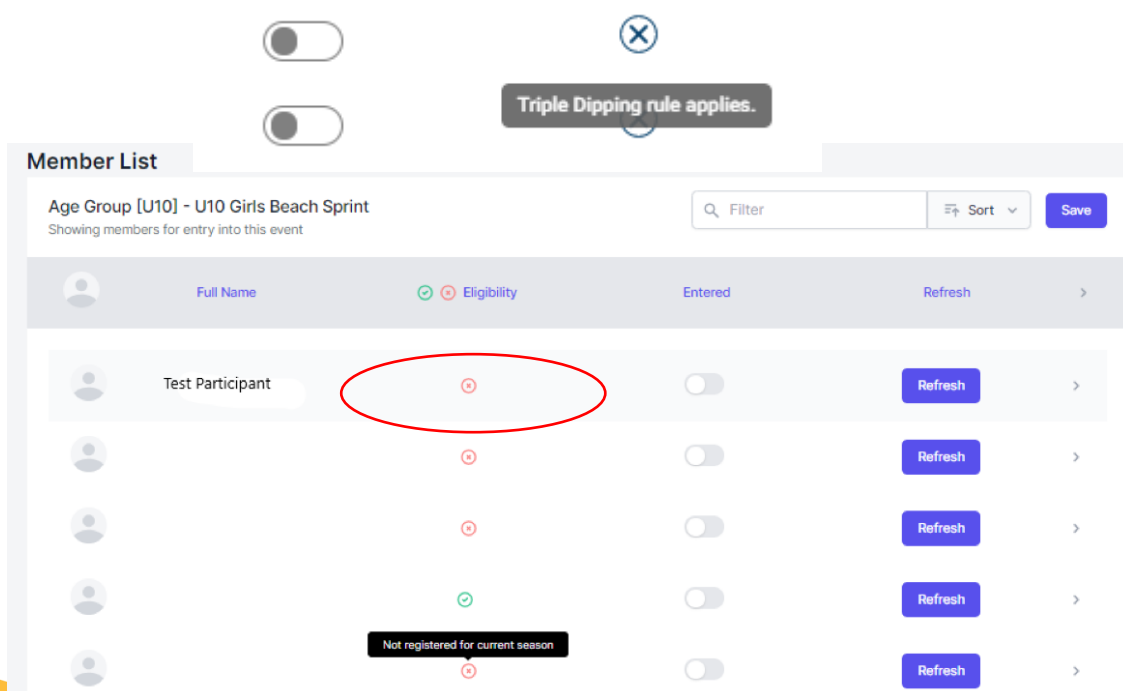 Triple Dipping rule applies.
Member List
Age Group [U10] - U10 Girls Beach Sprint
Showing members for entry into this event
Filter
Sort
Save
Full Name
Eligibility
Entered
Refresh
Test Participant
Refresh
Refresh
Refresh
Refresh
Not registered for current season
Refresh